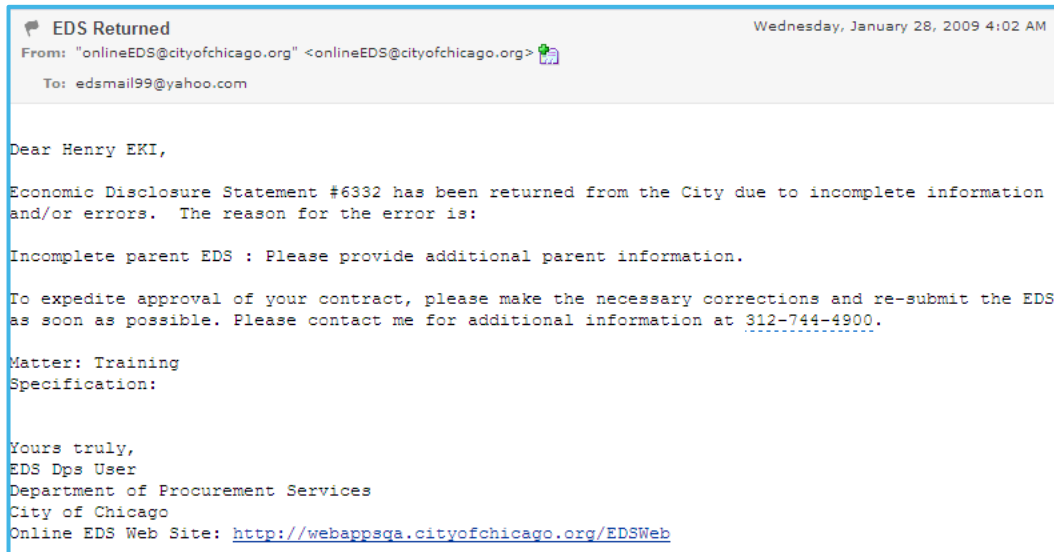 EDS Returned
Wednesday, January 28, 2009 4:02 AM
From: "onlineEDS@cityofchicago.org" <onlineEDS@cityofchicago.org>
To: edsmail99@yahoo.com
Dear Henry EKI,
Economic Disclosure Statement #6332 has been returned from the City due to incomplete information
and/or errors.  The reason for the error is:
Incomplete parent EDS : Please provide additional parent information.
To expedite approval of your contract, please make the necessary corrections and re-submit the EDS
as soon as possible. Please contact me for additional information at 312-744-4900.
Matter: Training
Specification:
Yours truly,
EDS Dps User
Department of Procurement Services
City of Chicago
Online EDS Web Site: http://webappsqa.cityofchicago.org/EDSWeb